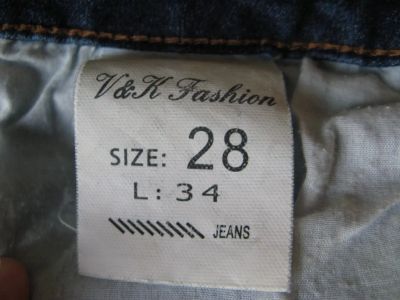 V&K Fashion
SIZE: 28
L: 34
JEANS